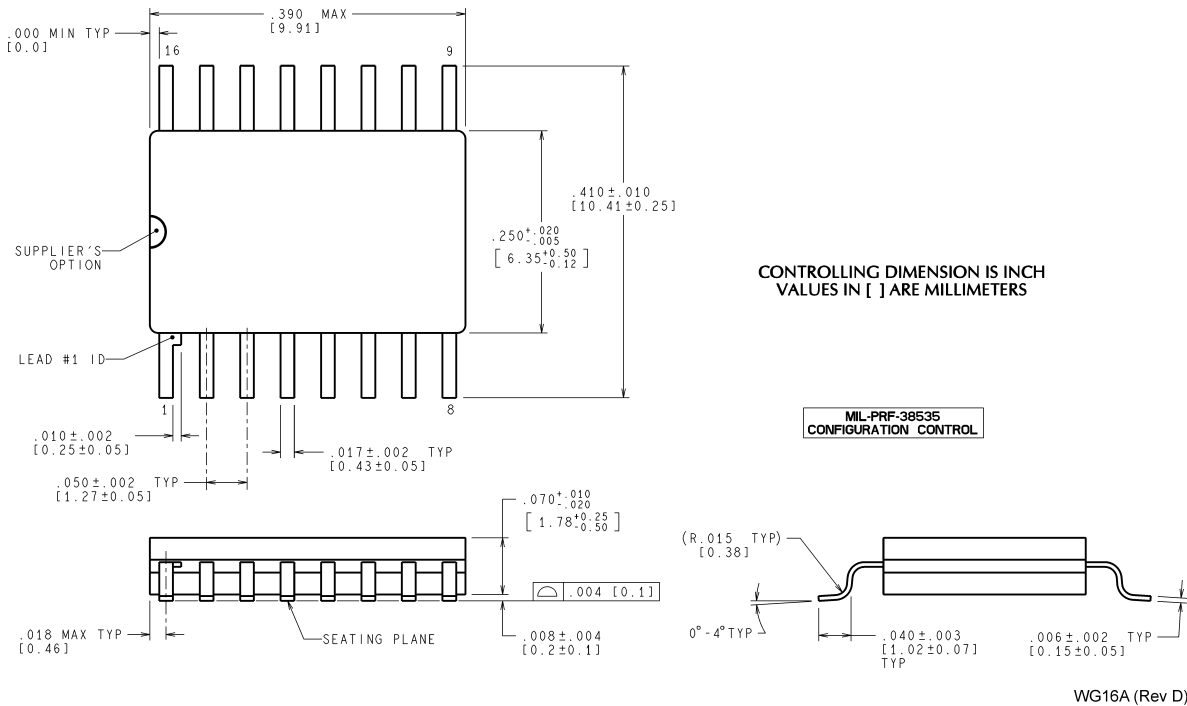 .390 MAX
[9.91]
.000 MIN TYP
[0.0]
16
9
.410±.010
[10.41±0.25]
.250+.020
-.005
[ 6.35+0.50
-0.12 ]
SUPPLIER'S
OPTION
CONTROLLING DIMENSION IS INCH
VALUES IN [ ] ARE MILLIMETERS
LEAD #1 ID
1
8
MIL-PRF-38535
CONFIGURATION CONTROL
.010±.002
[0.25±0.05]
.017±.002 TYP
[0.43±0.05]
.050±.002 TYP
[1.27±0.05]
.070+.010
-.020
[ 1.78+0.25
-0.50 ]
(R.015 TYP)
[0.38]
.004 [0.1]
.018 MAX TYP
[0.46]
SEATING PLANE
.008±.004
[0.2±0.1]
0°-4°TYP
.040±.003
[1.02±0.07]
TYP
.006±.002 TYP
[0.15±0.05]
WG16A (Rev D)